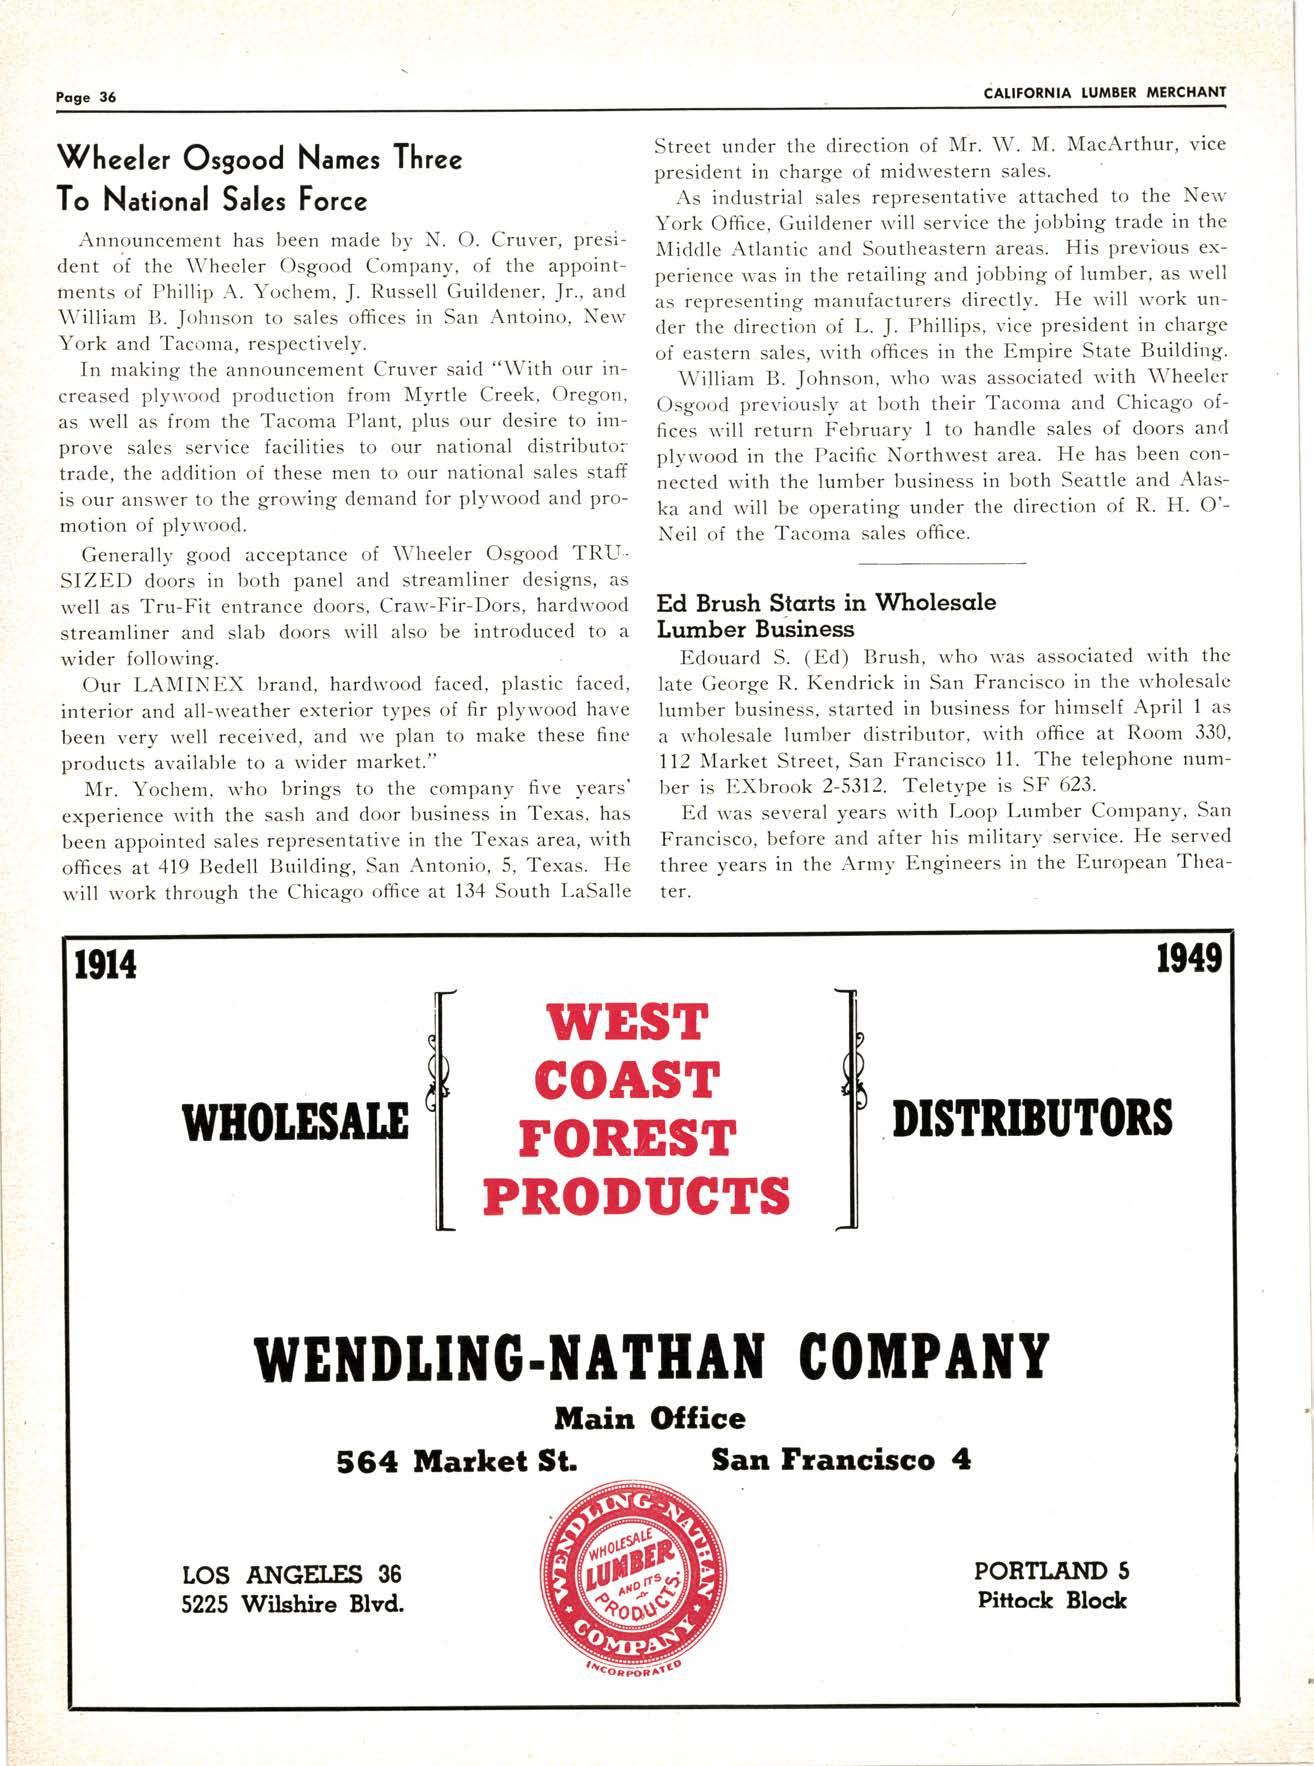 Page 36
CALIFORNIA LUMBER MERCHANT
Wheeler Osgood Names Three
To National Sales Force
Announcement has been made by N. O. Cruver, presi-
dent of the Wheeler Osgood Company, of the appoint-
ments of Phillip A. Yochem, J. Russell Guildener, Jr., and
William B. Johnson to sales offices in San Antoino, New
York and Tacoma, respectively.
In making the announcement Cruver said "With our in-
creased plywood production from Myrtle Creek, Oregon,
as well as from the Tacoma Plant, plus our desire to im-
prove sales service facilities to our national distributor
trade, the addition of these men to our national sales staff
is our answer to the growing demand for plywood and pro-
motion of plywood.
Generally good acceptance of Wheeler Osgood TRU-
SIZED doors in both panel and streamliner designs, as
well as Tru-Fit entrance doors, Craw-Fir-Dors, hardwood
streamliner and slab doors will also be introduced to a
wider following.
Our LAMINEX brand, hardwood faced, plastic faced,
interior and all-weather exterior types of fir plywood have
been very well received, and we plan to make these fine
products available to a wider market."
Mr. Yochem, who brings to the company five years'
experience with the sash and door business in Texas, has
been appointed sales representative in the Texas area, with
offices at 419 Bedell Building, San Antonio, 5, Texas. He
will work through the Chicago office at 134 South LaSalle
Street under the direction of Mr. W. M. MacArthur, vice
president in charge of midwestern sales.
As industrial sales representative attached to the New
York Office, Guildener will service the jobbing trade in the
Middle Atlantic and Southeastern areas. His previous ex-
perience was in the retailing and jobbing of lumber, as well
as representing manufacturers directly. He will work un-
der the direction of L. J. Phillips, vice president in charge
of eastern sales, with offices in the Empire State Building.
William B. Johnson, who was associated with Wheeler
Osgood previously at both their Tacoma and Chicago of-
fices will return February 1 to handle sales of doors and
plywood in the Pacific Northwest area. He has been con-
nected with the lumber business in both Seattle and Alas-
ka and will be operating under the direction of R. H. O'-
Neil of the Tacoma sales office.
Ed Brush Starts in Wholesale
Lumber Business
Edouard S. (Ed) Brush, who was associated with the
late George R. Kendrick in San Francisco in the wholesale
lumber business, started in business for himself April 1 as
a wholesale lumber distributor, with office at Room 330,
112 Market Street, San Francisco 11. The telephone num-
ber is EXbrook 2-5312. Teletype is SF 623.
Ed was several years with Loop Lumber Company, San
Francisco, before and after his military service. He served
three years in the Army Engineers in the European Thea-
ter.
1914
1949
WHOLESALE
WEST
COAST
FOREST
PRODUCTS
DISTRIBUTORS
WENDLING-NATHAN COMPANY
Main Office
564 Market St. San Francisco 4
WENDLING-NATHAN
COMPANY
WHOLESALE
LUMBER
AND ITS
PRODUCTS.
INCORPORATED
LOS ANGELES 36
5225 Wilshire Blvd.
PORTLAND 5
Pittock Block